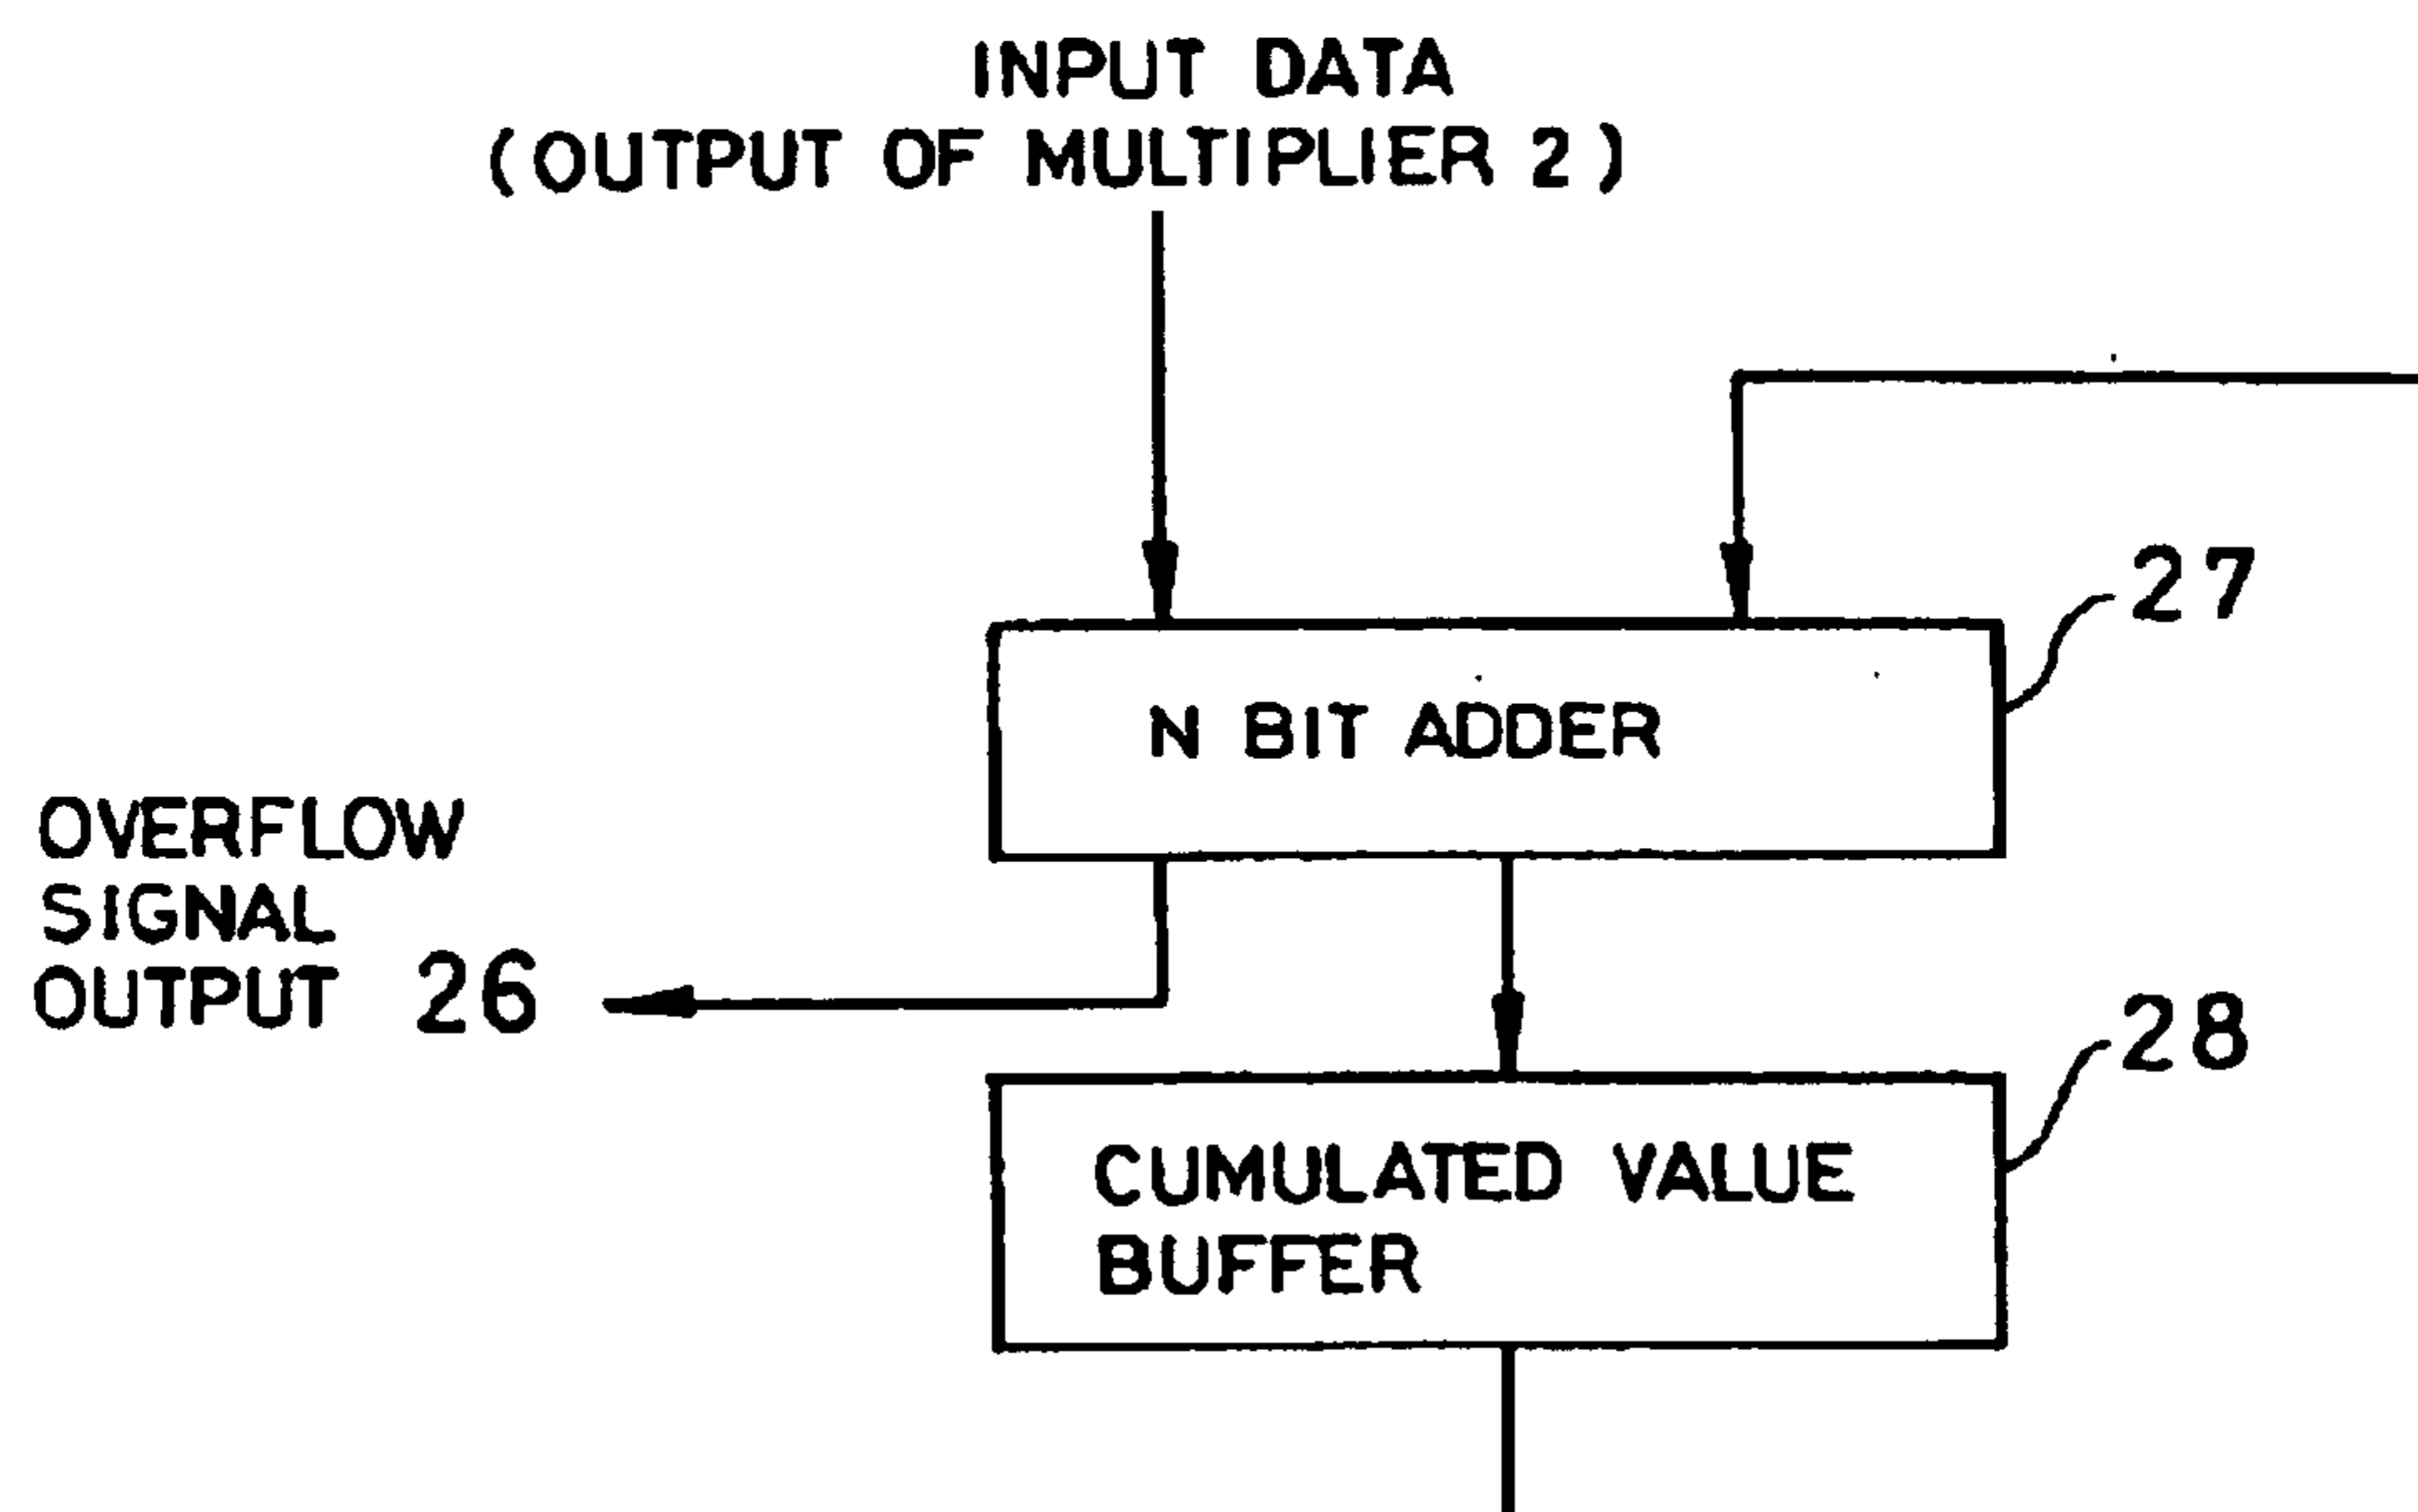 INPUT DATA
(OUTPUT OF MULTIPLIER 2)
27
N BIT ADDER
OVERFLOW
SIGNAL
OUTPUT 26
28
CUMULATED VALUE
BUFFER